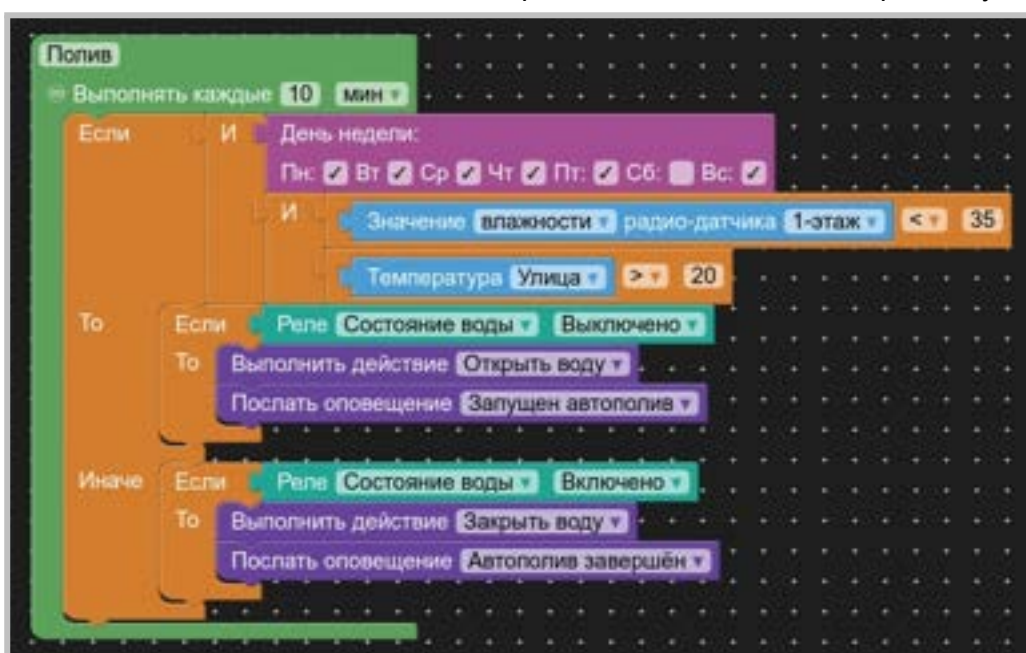 Полив
Выполнять каждые 10 мин
Если И День недели:
Пн: Вт Ср Чт Пт: Сб: Вс:
И Значение влажности радио-датчика 1-этаж < 35
Температура Улица > 20
То Если Реле Состояние воды Выключено
То Выполнить действие Открыть воду
Послать оповещение Запущен автополив
Иначе Если Реле Состояние воды Включено
То Выполнить действие Закрыть воду
Послать оповещение Автополив завершён